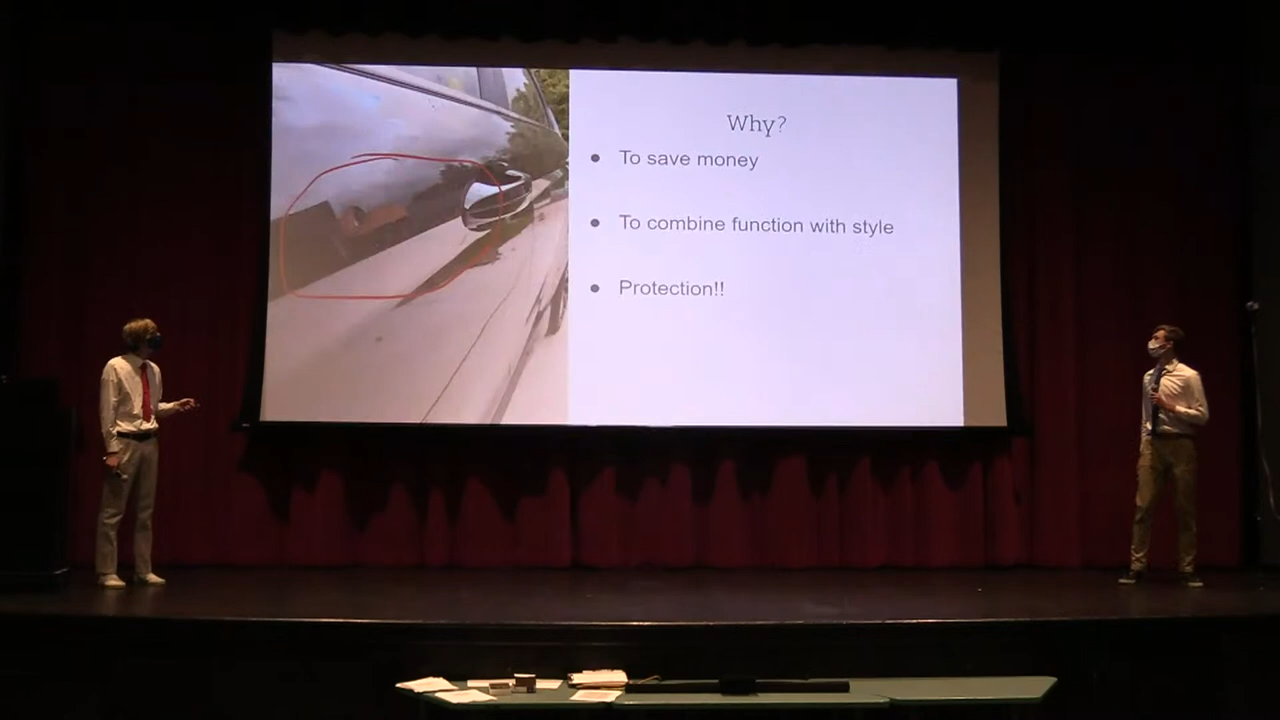 Why?
● To save money
● To combine function with style
● Protection!!